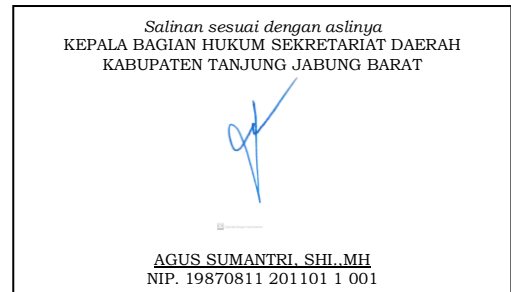 Salinan sesuai dengan aslinya
KEPALA BAGIAN HUKUM SEKRETARIAT DAERAH
KABUPATEN TANJUNG JABUNG BARAT
AGUS SUMANTRI, SHI.,MH
NIP. 19870811 201101 1 001